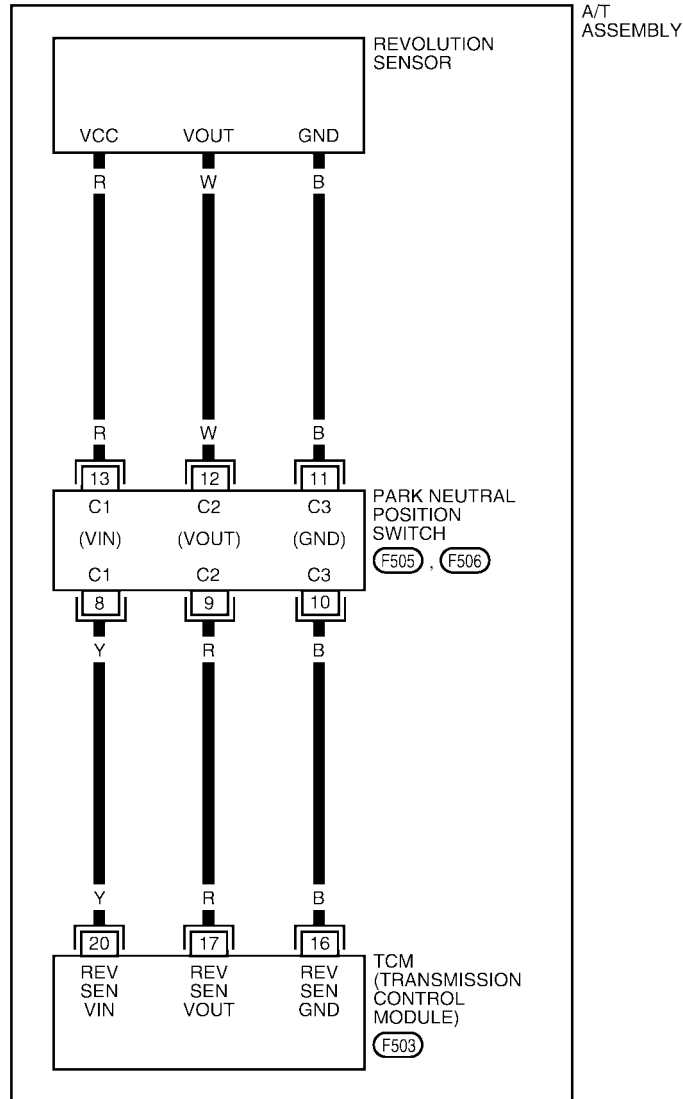 A/T
ASSEMBLY
REVOLUTION
SENSOR
VCC VOUT GND
R W B
R W B
13 12 11
C1 C2 C3
(VIN) (VOUT) (GND)
C1 C2 C3
PARK NEUTRAL
POSITION
SWITCH
F505 , F506
8 9 10
Y R B
Y R B
20 17 16
REV REV REV
SEN SEN SEN
VIN VOUT GND
TCM
(TRANSMISSION
CONTROL
MODULE)
F503